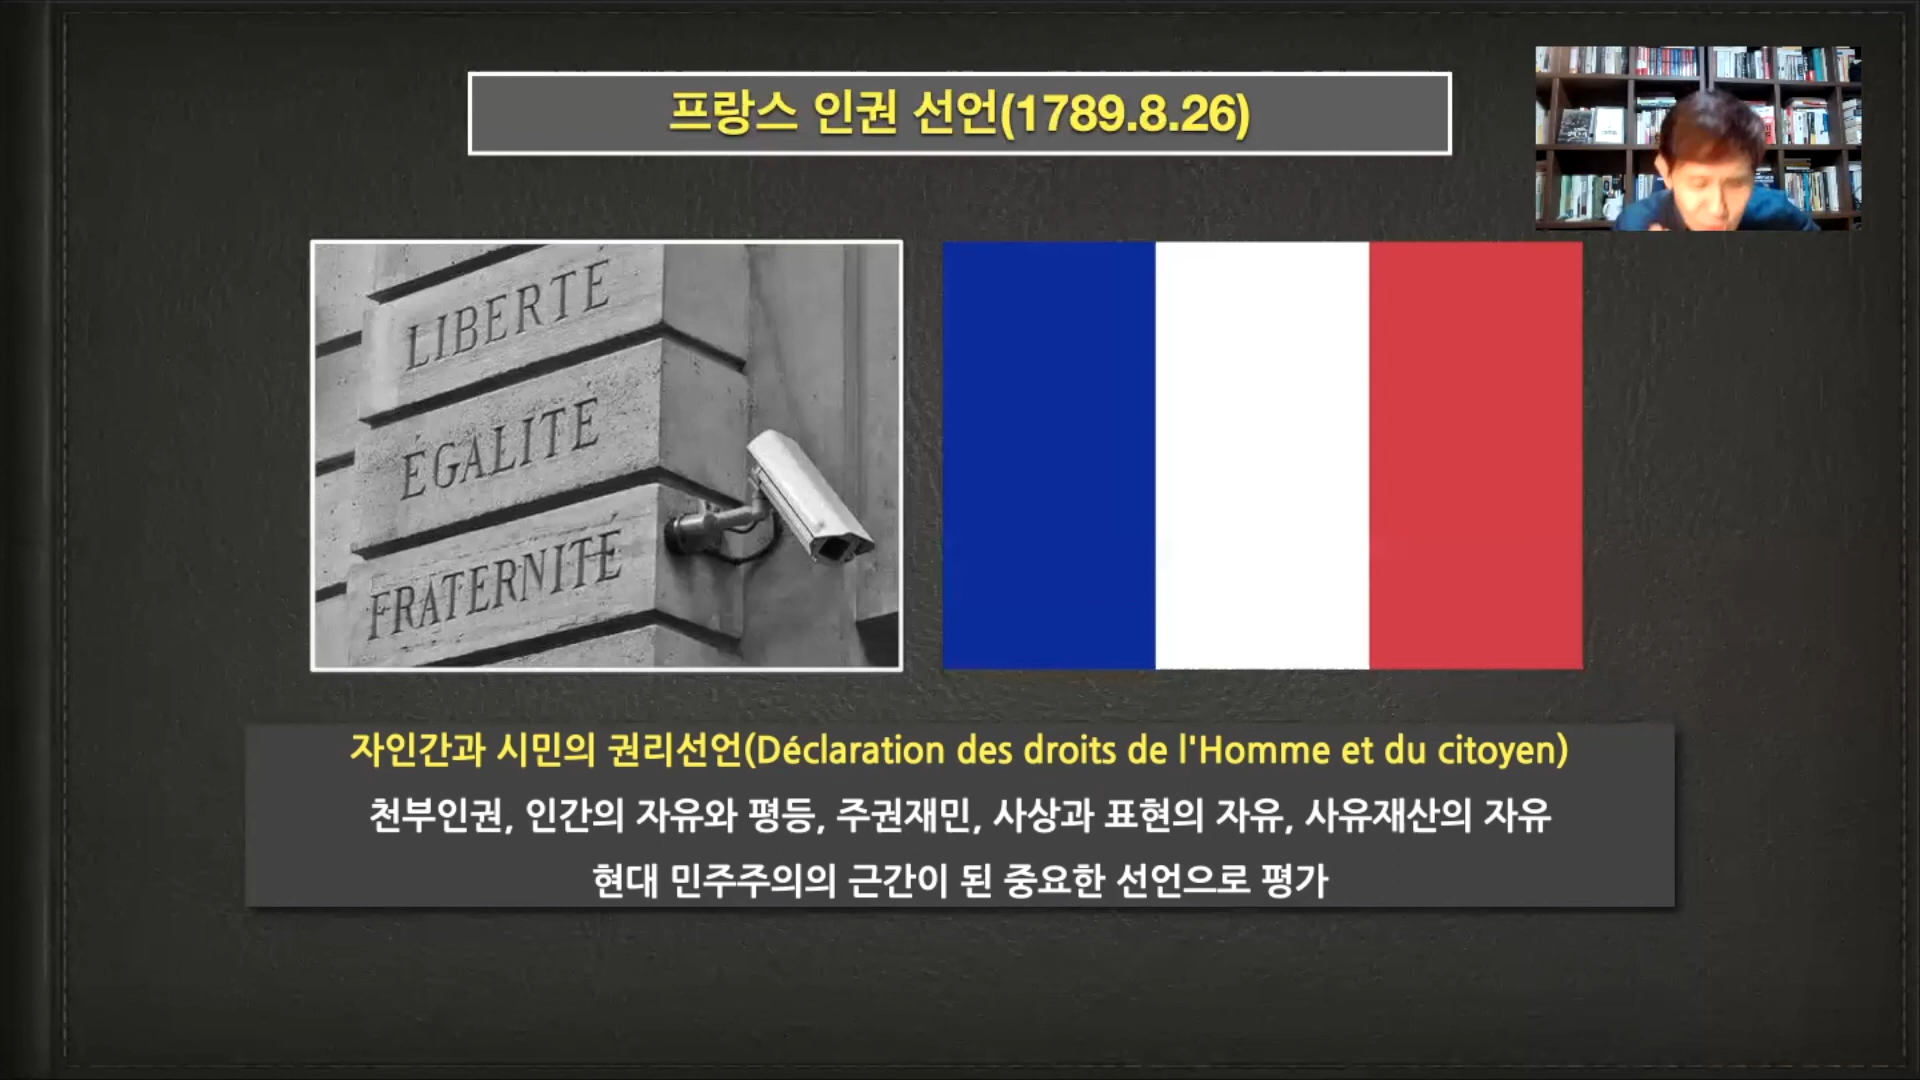 프랑스 인권 선언(1789.8.26)
LIBERTÉ
ÉGALITÉ
FRATERNITÉ
자인간과 시민의 권리선언(Déclaration des droits de l'Homme et du citoyen)
천부인권, 인간의 자유와 평등, 주권재민, 사상과 표현의 자유, 사유재산의 자유
현대 민주주의의 근간이 된 중요한 선언으로 평가